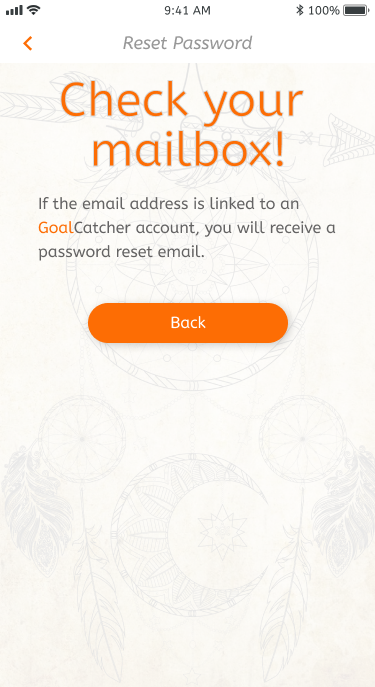 9:41 AM
100%
Reset Password
Check your
mailbox!
If the email address is linked to an
GoalCatcher account, you will receive a
password reset email.
Back